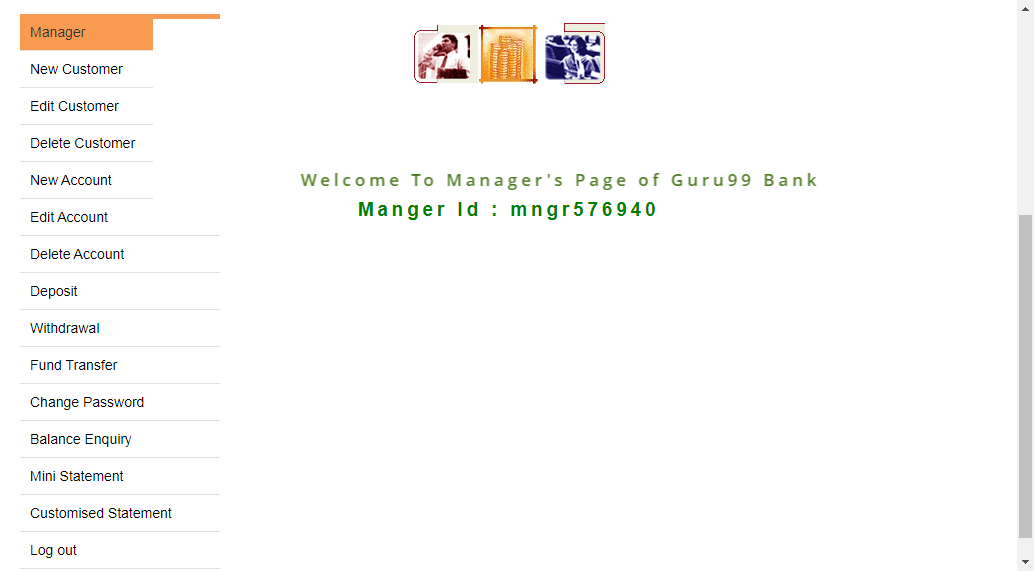 Manager
New Customer
Edit Customer
Delete Customer
New Account
Edit Account
Delete Account
Deposit
Withdrawal
Fund Transfer
Change Password
Balance Enquiry
Mini Statement
Customised Statement
Log out
Welcome To Manager's Page of Guru99 Bank
Manger Id : mngr576940